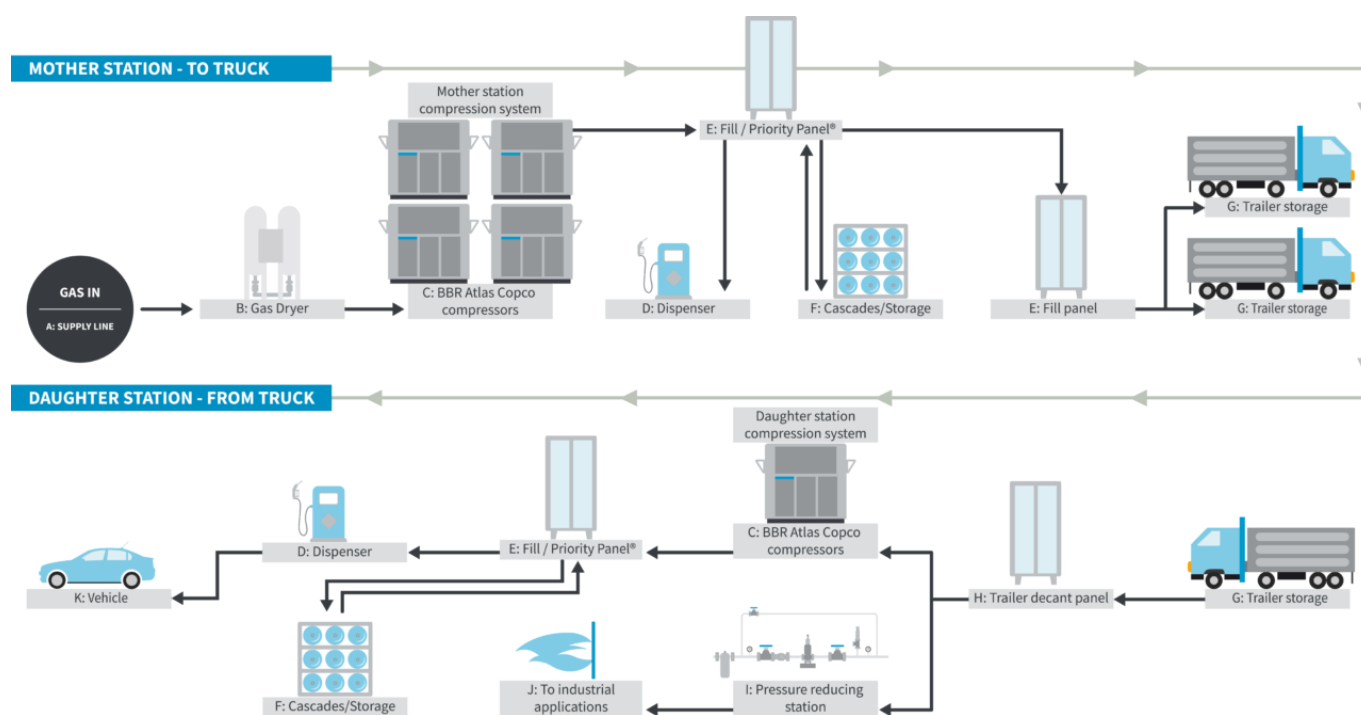 MOTHER STATION - TO TRUCK
Mother station
compression system
E: Fill / Priority Panel®
G: Trailer storage
GAS IN
A: SUPPLY LINE
B: Gas Dryer
C: BBR Atlas Copco
compressors
D: Dispenser
F: Cascades/Storage
E: Fill panel
G: Trailer storage
DAUGHTER STATION - FROM TRUCK
Daughter station
compression system
D: Dispenser
E: Fill / Priority Panel®
C: BBR Atlas Copco
compressors
K: Vehicle
H: Trailer decant panel
G: Trailer storage
F: Cascades/Storage
J: To industrial
applications
I: Pressure reducing
station